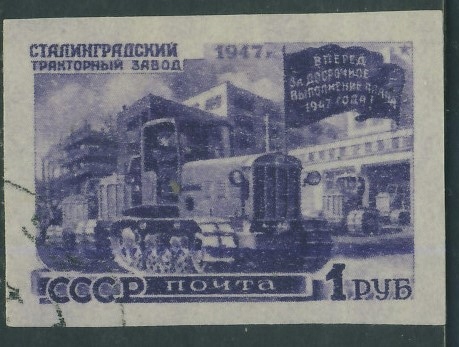 СТАЛИНГРАДСКИЙ
ТРАКТОРНЫЙ ЗАВОД
1947г.
ВПЕРЕД
ЗА ДОСРОЧНОЕ
ВЫПОЛНЕНИЕ ПЛАНА
1947 ГОДА!
СССР ПОЧТА 1 РУБ